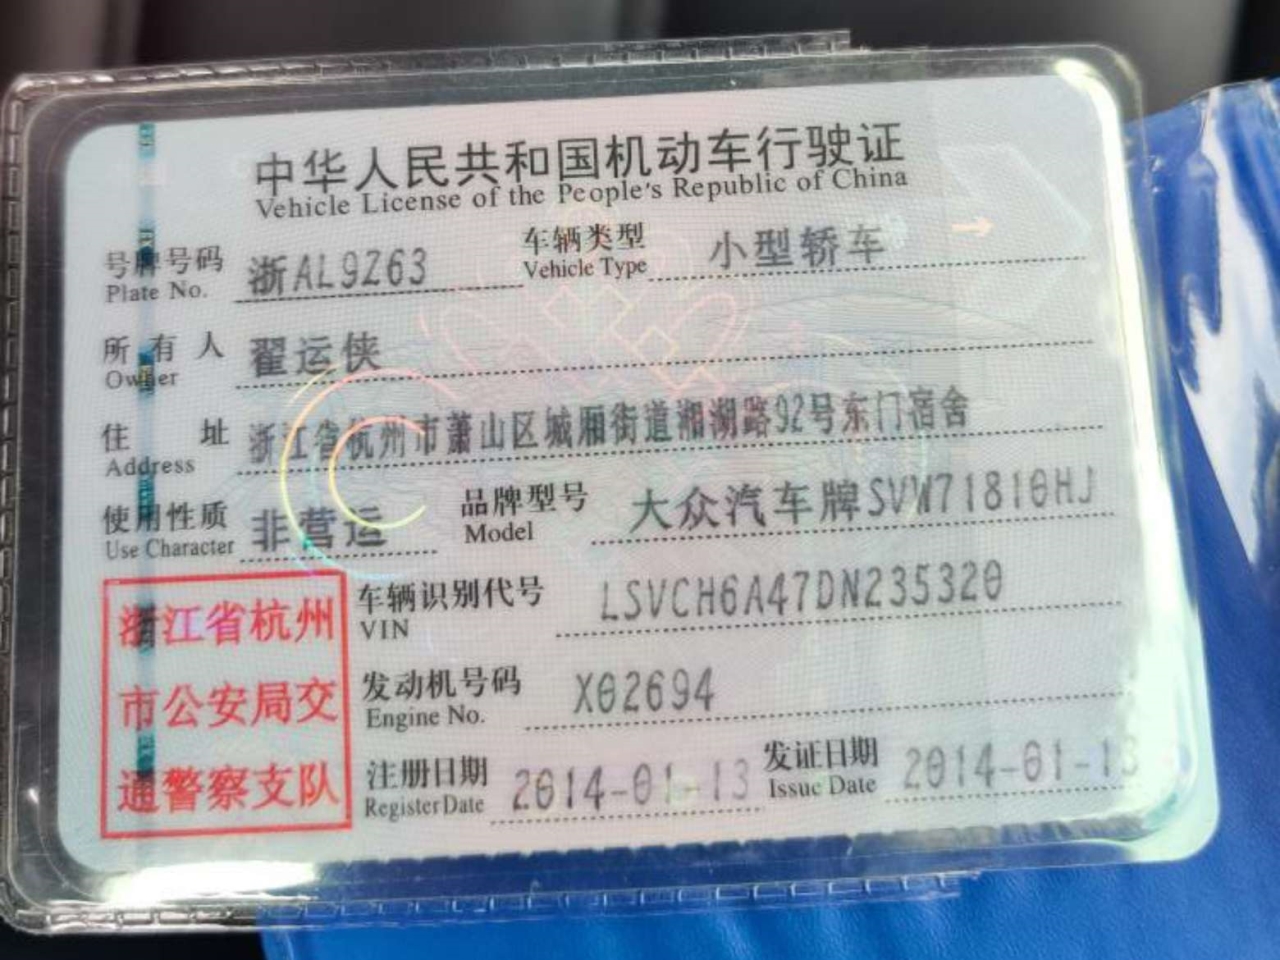 中华人民共和国机动车行驶证
Vehicle License of the People's Republic of China
号牌号码 浙AL9Z63 车辆类型 小型轿车
Plate No. Vehicle Type
所有人 翟运侠
Owner
住址 浙江省杭州市萧山区城厢街道湘湖路92号东门宿舍
Address
使用性质 非营运 品牌型号 大众汽车牌SVW71810HJ
Use Character Model
浙江省杭州 车辆识别代号 LSVCH6A47DN235320
VIN
市公安局交 发动机号码 X02694
Engine No.
通警察支队 注册日期 2014-01-13 发证日期 2014-01-13
Register Date Issue Date